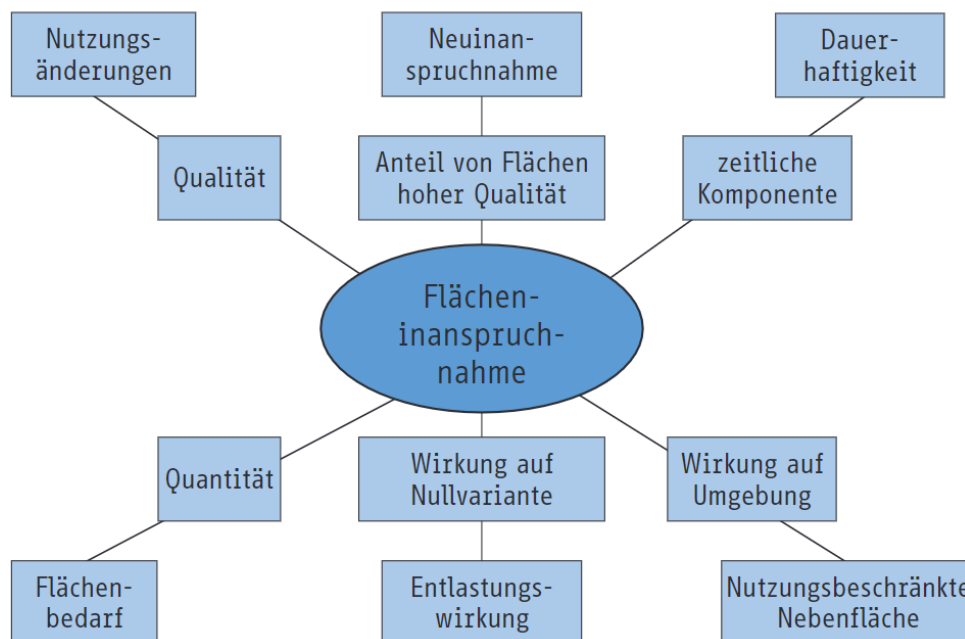 Nutzungs-
änderungen
Neuinan-
spruchnahme
Dauer-
haftigkeit
Qualität
Anteil von Flächen
hoher Qualität
zeitliche
Komponente
Flächen-
inanspruch-
nahme
Quantität
Wirkung auf
Nullvariante
Wirkung auf
Umgebung
Flächen-
bedarf
Entlastungs-
wirkung
Nutzungsbeschränkte
Nebenfläche